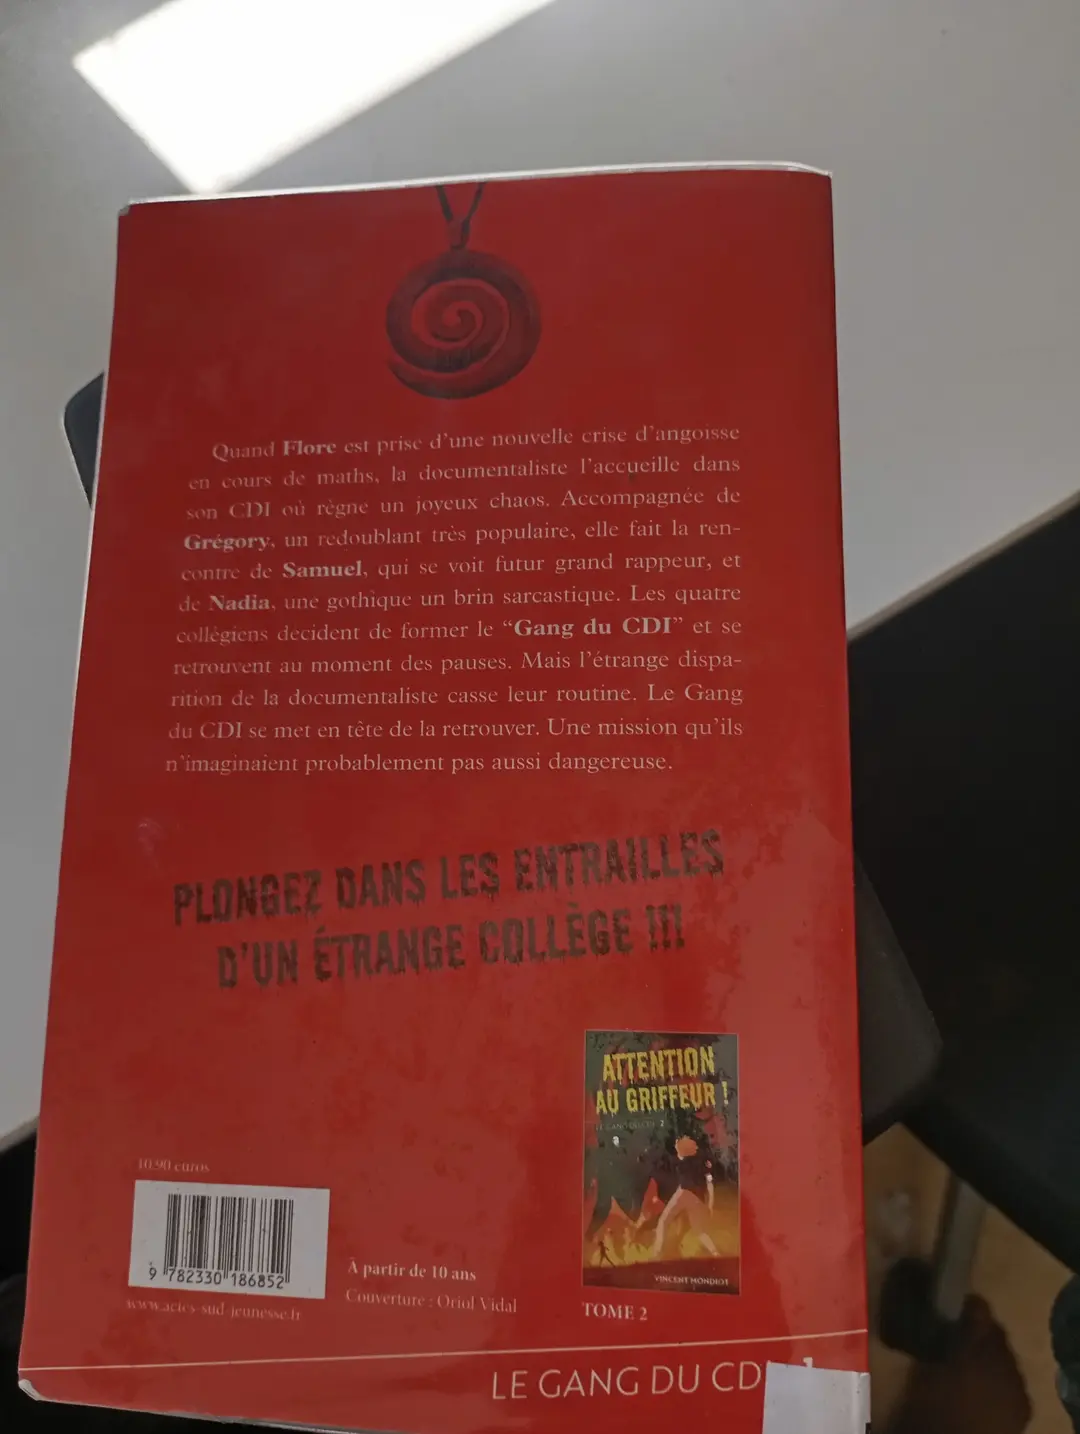 Quand Flore est prise d'une nouvelle crise d'angoisse
en cours de maths, la documentaliste l'accueille dans
son CDI où règne un joyeux chaos. Accompagnée de
Grégory, un redoublant très populaire, elle fait la ren-
contre de Samuel, qui se voit futur grand rappeur, et
de Nadia, une gothique un brin sarcastique. Les quatre
collégiens decident de former le “Gang du CDI” et se
retrouvent au moment des pauses. Mais l'étrange dispa-
rition de la documentaliste casse leur routine. Le Gang
du CDI se met en tête de la retrouver. Une mission qu'ils
n'imaginaient probablement pas aussi dangereuse.
PLONGEZ DANS LES ENTRAILLES
D'UN ÉTRANGE COLLÈGE !!!
ATTENTION
AU GRIFFEUR !
LE GANG DU CDI 2
VINCENT MONDIOT
TOME 2
10.90 euros
9 782330 186852
www.actes-sud-jeunesse.fr
À partir de 10 ans
Couverture : Oriol Vidal
LE GANG DU CD